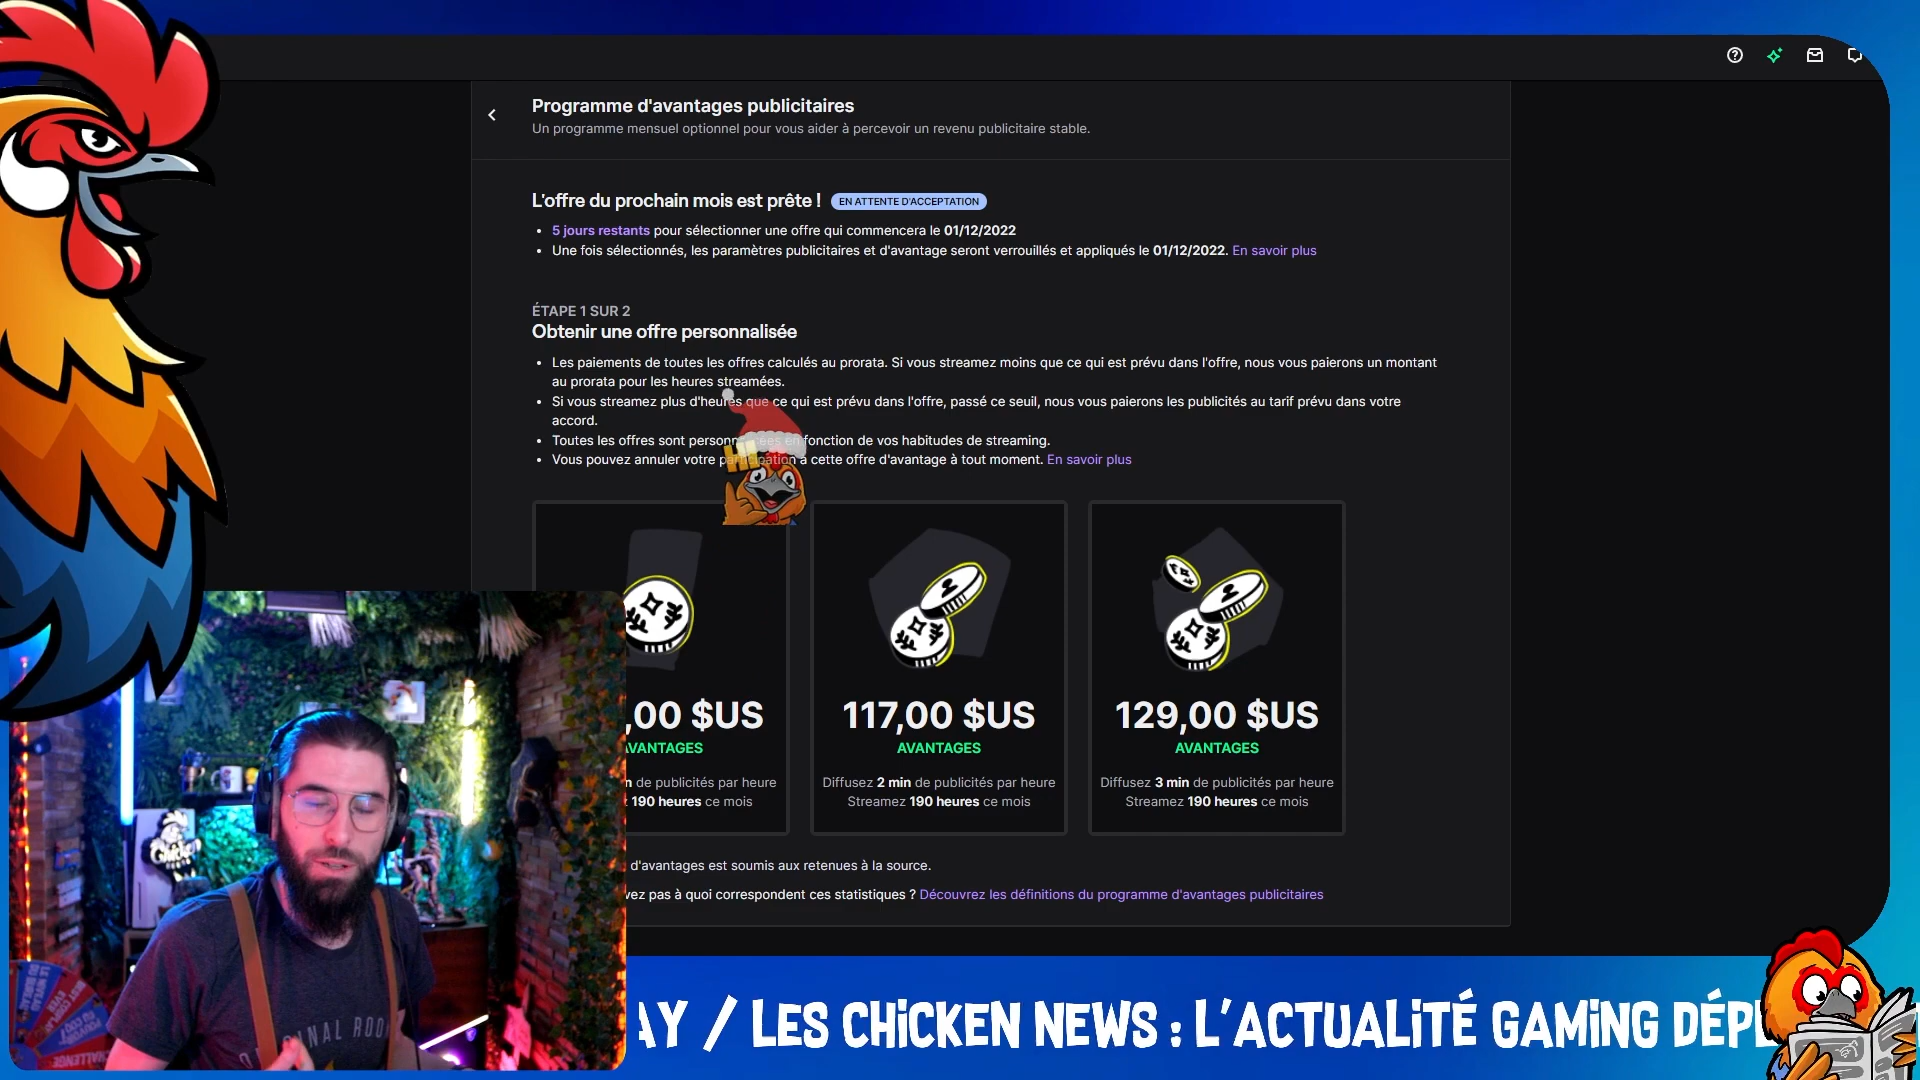 Programme d'avantages publicitaires
Un programme mensuel optionnel pour vous aider à percevoir un revenu publicitaire stable.
L'offre du prochain mois est prête ! EN ATTENTE D'ACCEPTATION
• 5 jours restants pour sélectionner une offre qui commencera le 01/12/2022
• Une fois sélectionnés, les paramètres publicitaires et d'avantage seront verrouillés et appliqués le 01/12/2022. En savoir plus
ÉTAPE 1 SUR 2
Obtenir une offre personnalisée
• Les paiements de toutes les offres calculés au prorata. Si vous streamez moins que ce qui est prévu dans l'offre, nous vous paierons un montant
au prorata pour les heures streamées.
• Si vous streamez plus d'heures que ce qui est prévu dans l'offre, passé ce seuil, nous vous paierons les publicités au tarif prévu dans votre
accord.
• Toutes les offres sont en fonction de vos habitudes de streaming.
• Vous pouvez annuler votre participation à cette offre d'avantage à tout moment. En savoir plus
HI
,00 $US
AVANTAGES
de publicités par heure
190 heures ce mois
117,00 $US
AVANTAGES
Diffusez 2 min de publicités par heure
Streamez 190 heures ce mois
129,00 $US
AVANTAGES
Diffusez 3 min de publicités par heure
Streamez 190 heures ce mois
d'avantages est soumis aux retenues à la source.
vez pas à quoi correspondent ces statistiques ? Découvrez les définitions du programme d'avantages publicitaires
Chicken
AY / LES CHiCKEN NEWS : L'ACTUALiTÉ GAMiNG DÉPL